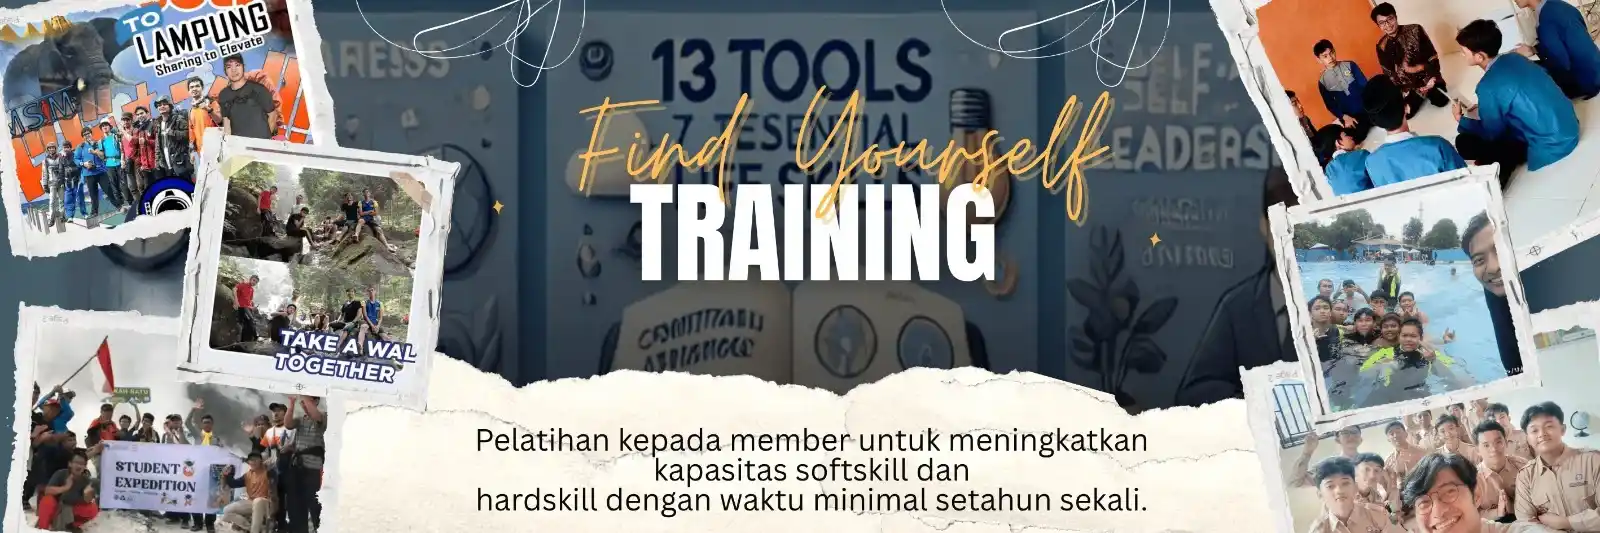 TO
LAMPUNG
Sharing to Elevate
13 TOOLS
Find Yourself
TRAINING
TAKE A WAL
TOGETHER
STUDENT
EXPEDITION
Pelatihan kepada member untuk meningkatkan
kapasitas softskill dan
hardskill dengan waktu minimal setahun sekali.